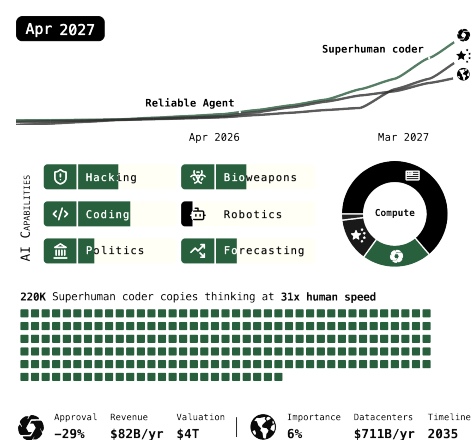 Apr 2027
Superhuman coder
Reliable Agent
Apr 2026 Mar 2027
AI Capabilities
Hacking Bioweapons
Coding Robotics
Politics Forecasting
Compute
220K Superhuman coder copies thinking at 31x human speed
Approval Revenue Valuation Importance Datacenters Timeline
−29% $82B/yr $4T 6% $711B/yr 2035